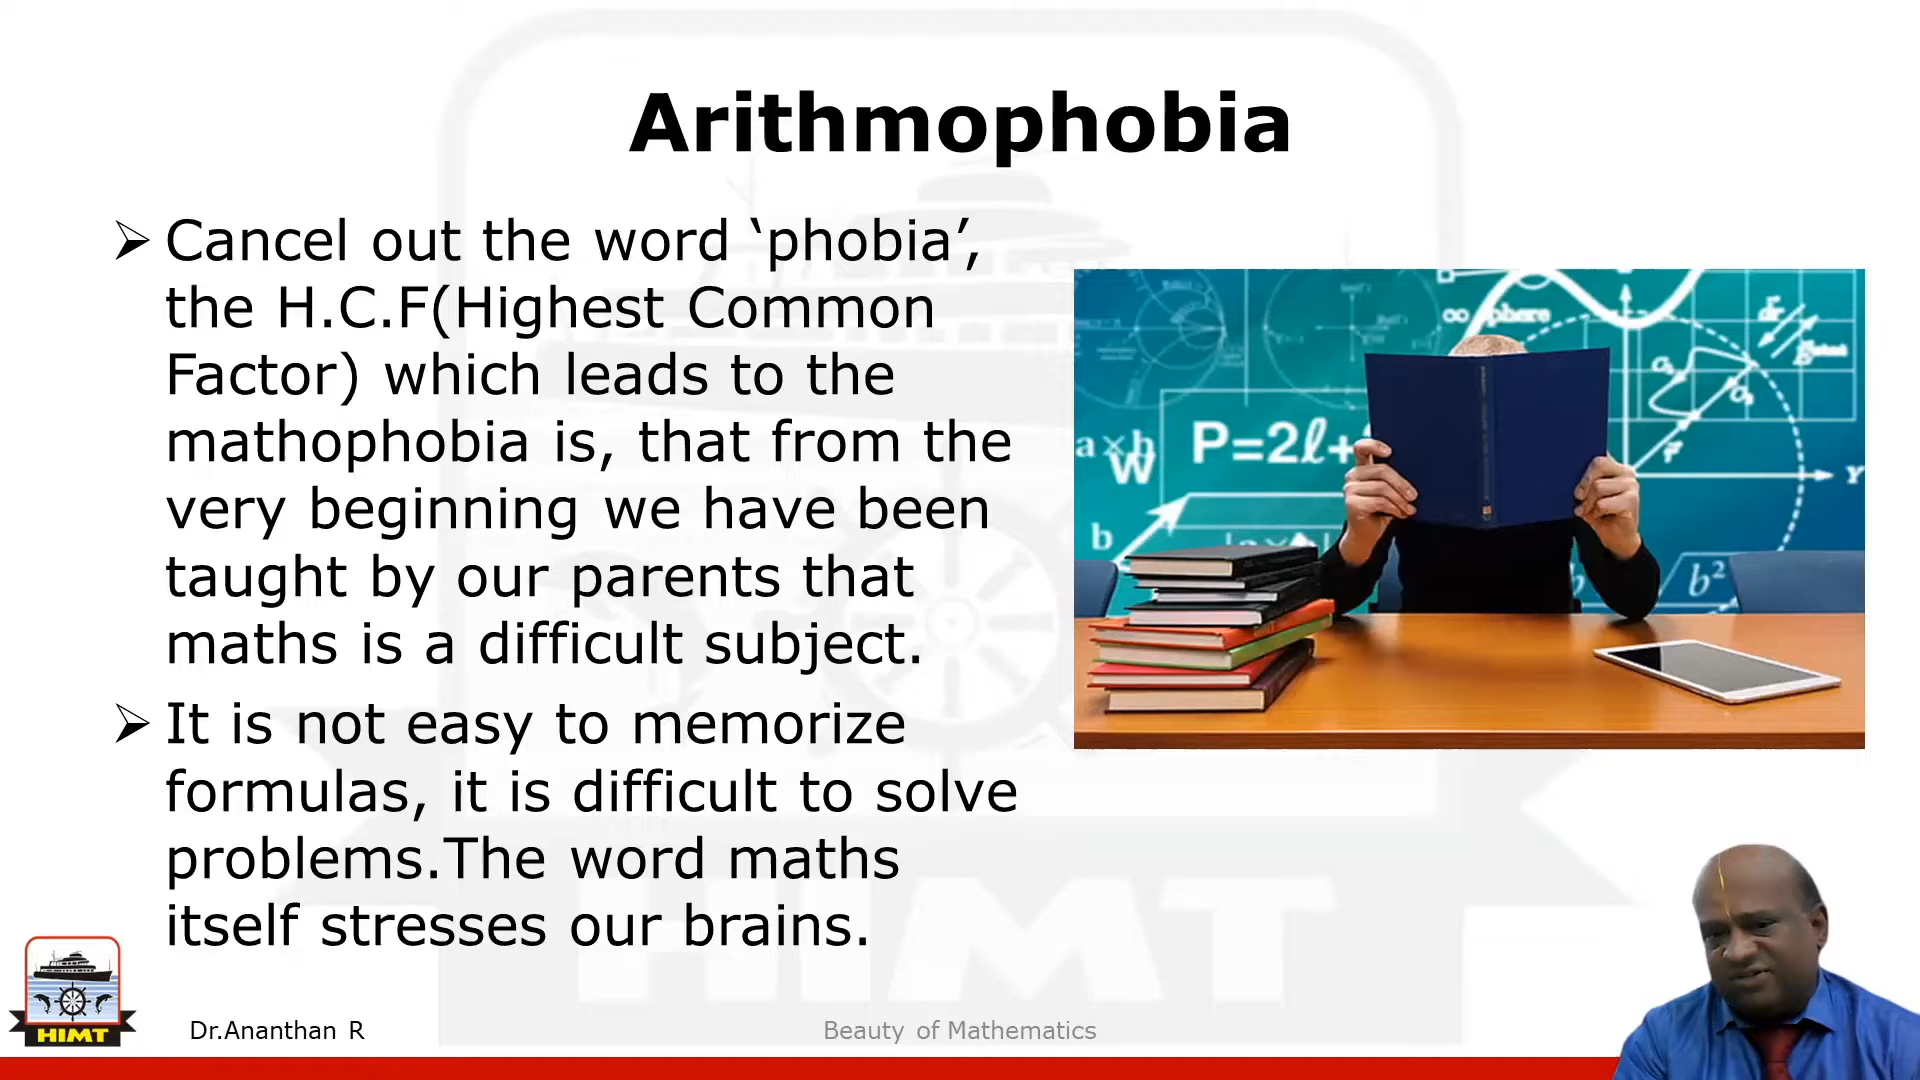 Arithmophobia
➢ Cancel out the word ‘phobia’,
the H.C.F(Highest Common
Factor) which leads to the
mathophobia is, that from the
very beginning we have been
taught by our parents that
maths is a difficult subject.
➢ It is not easy to memorize
formulas, it is difficult to solve
problems.The word maths
itself stresses our brains.
∞ sphere
dr
a×b
W
P=2ℓ+
Y
b
b²
HIMT
HIMT
Dr.Ananthan R
Beauty of Mathematics